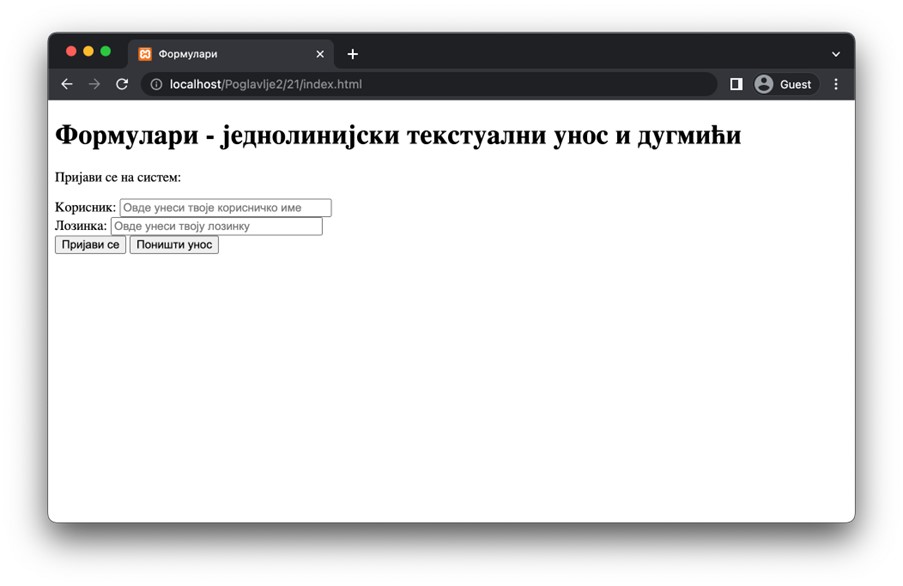 Формулари
localhost/Poglavlje2/21/index.html
Guest
Формулари - једнолинијски текстуални унос и дугмићи
Пријави се на систем:
Корисник: Овде унеси твоје корисничко име
Лозинка: Овде унеси твоју лозинку
Пријави се Поништи унос